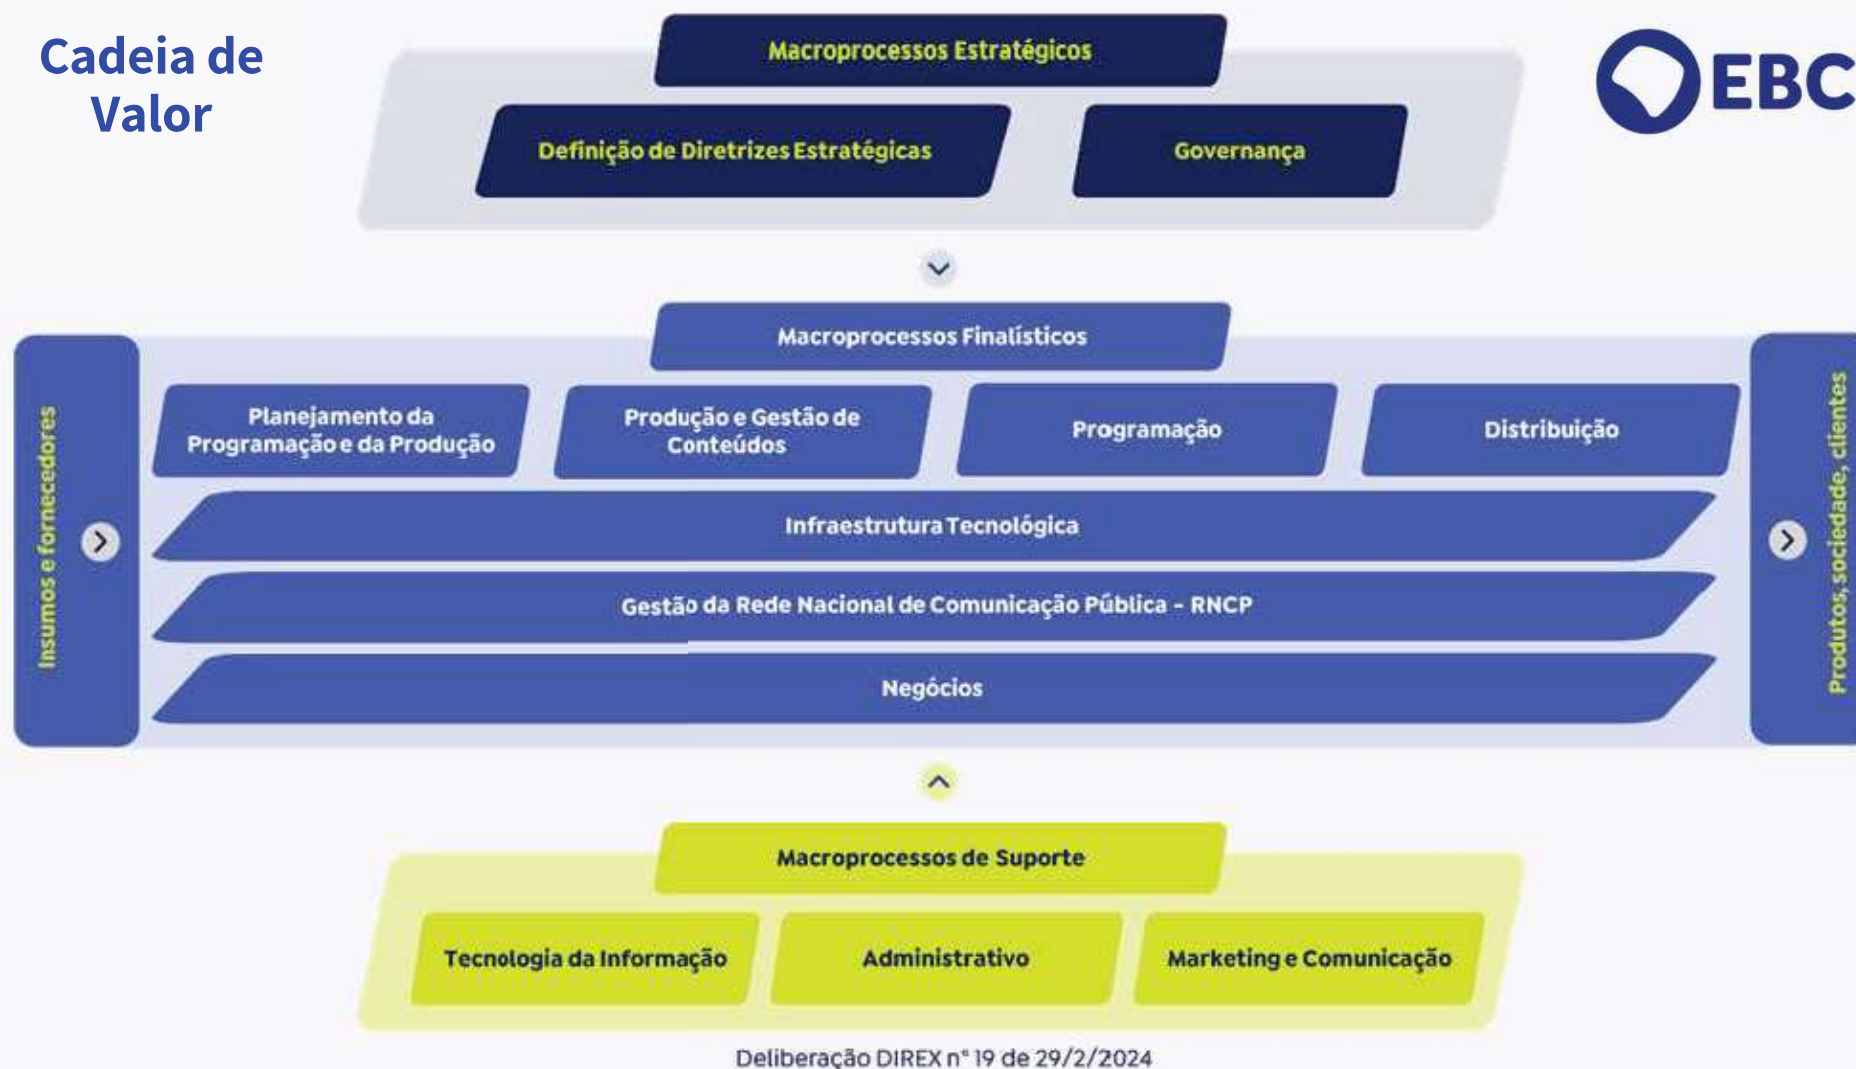 Cadeia de
Valor
EBC
Macroprocessos Estratégicos
Definição de Diretrizes Estratégicas
Governança
Macroprocessos Finalísticos
Insumos e fornecedores
Planejamento da
Programação e da Produção
Produção e Gestão de
Conteúdos
Programação
Distribuição
Infraestrutura Tecnológica
Gestão da Rede Nacional de Comunicação Pública - RNCP
Negócios
Produtos, sociedade, clientes
Macroprocessos de Suporte
Tecnologia da Informação
Administrativo
Marketing e Comunicação
Deliberação DIREX n° 19 de 29/2/2024